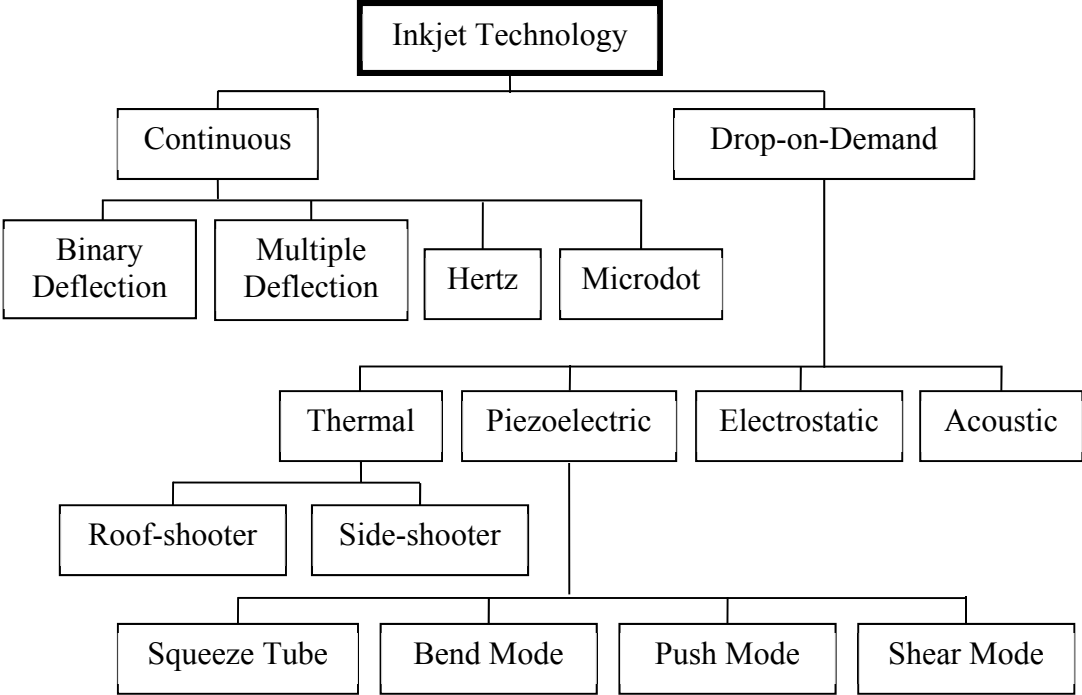 Inkjet Technology
Continuous
Drop-on-Demand
Binary
Deflection
Multiple
Deflection
Hertz
Microdot
Thermal
Piezoelectric
Electrostatic
Acoustic
Roof-shooter
Side-shooter
Squeeze Tube
Bend Mode
Push Mode
Shear Mode